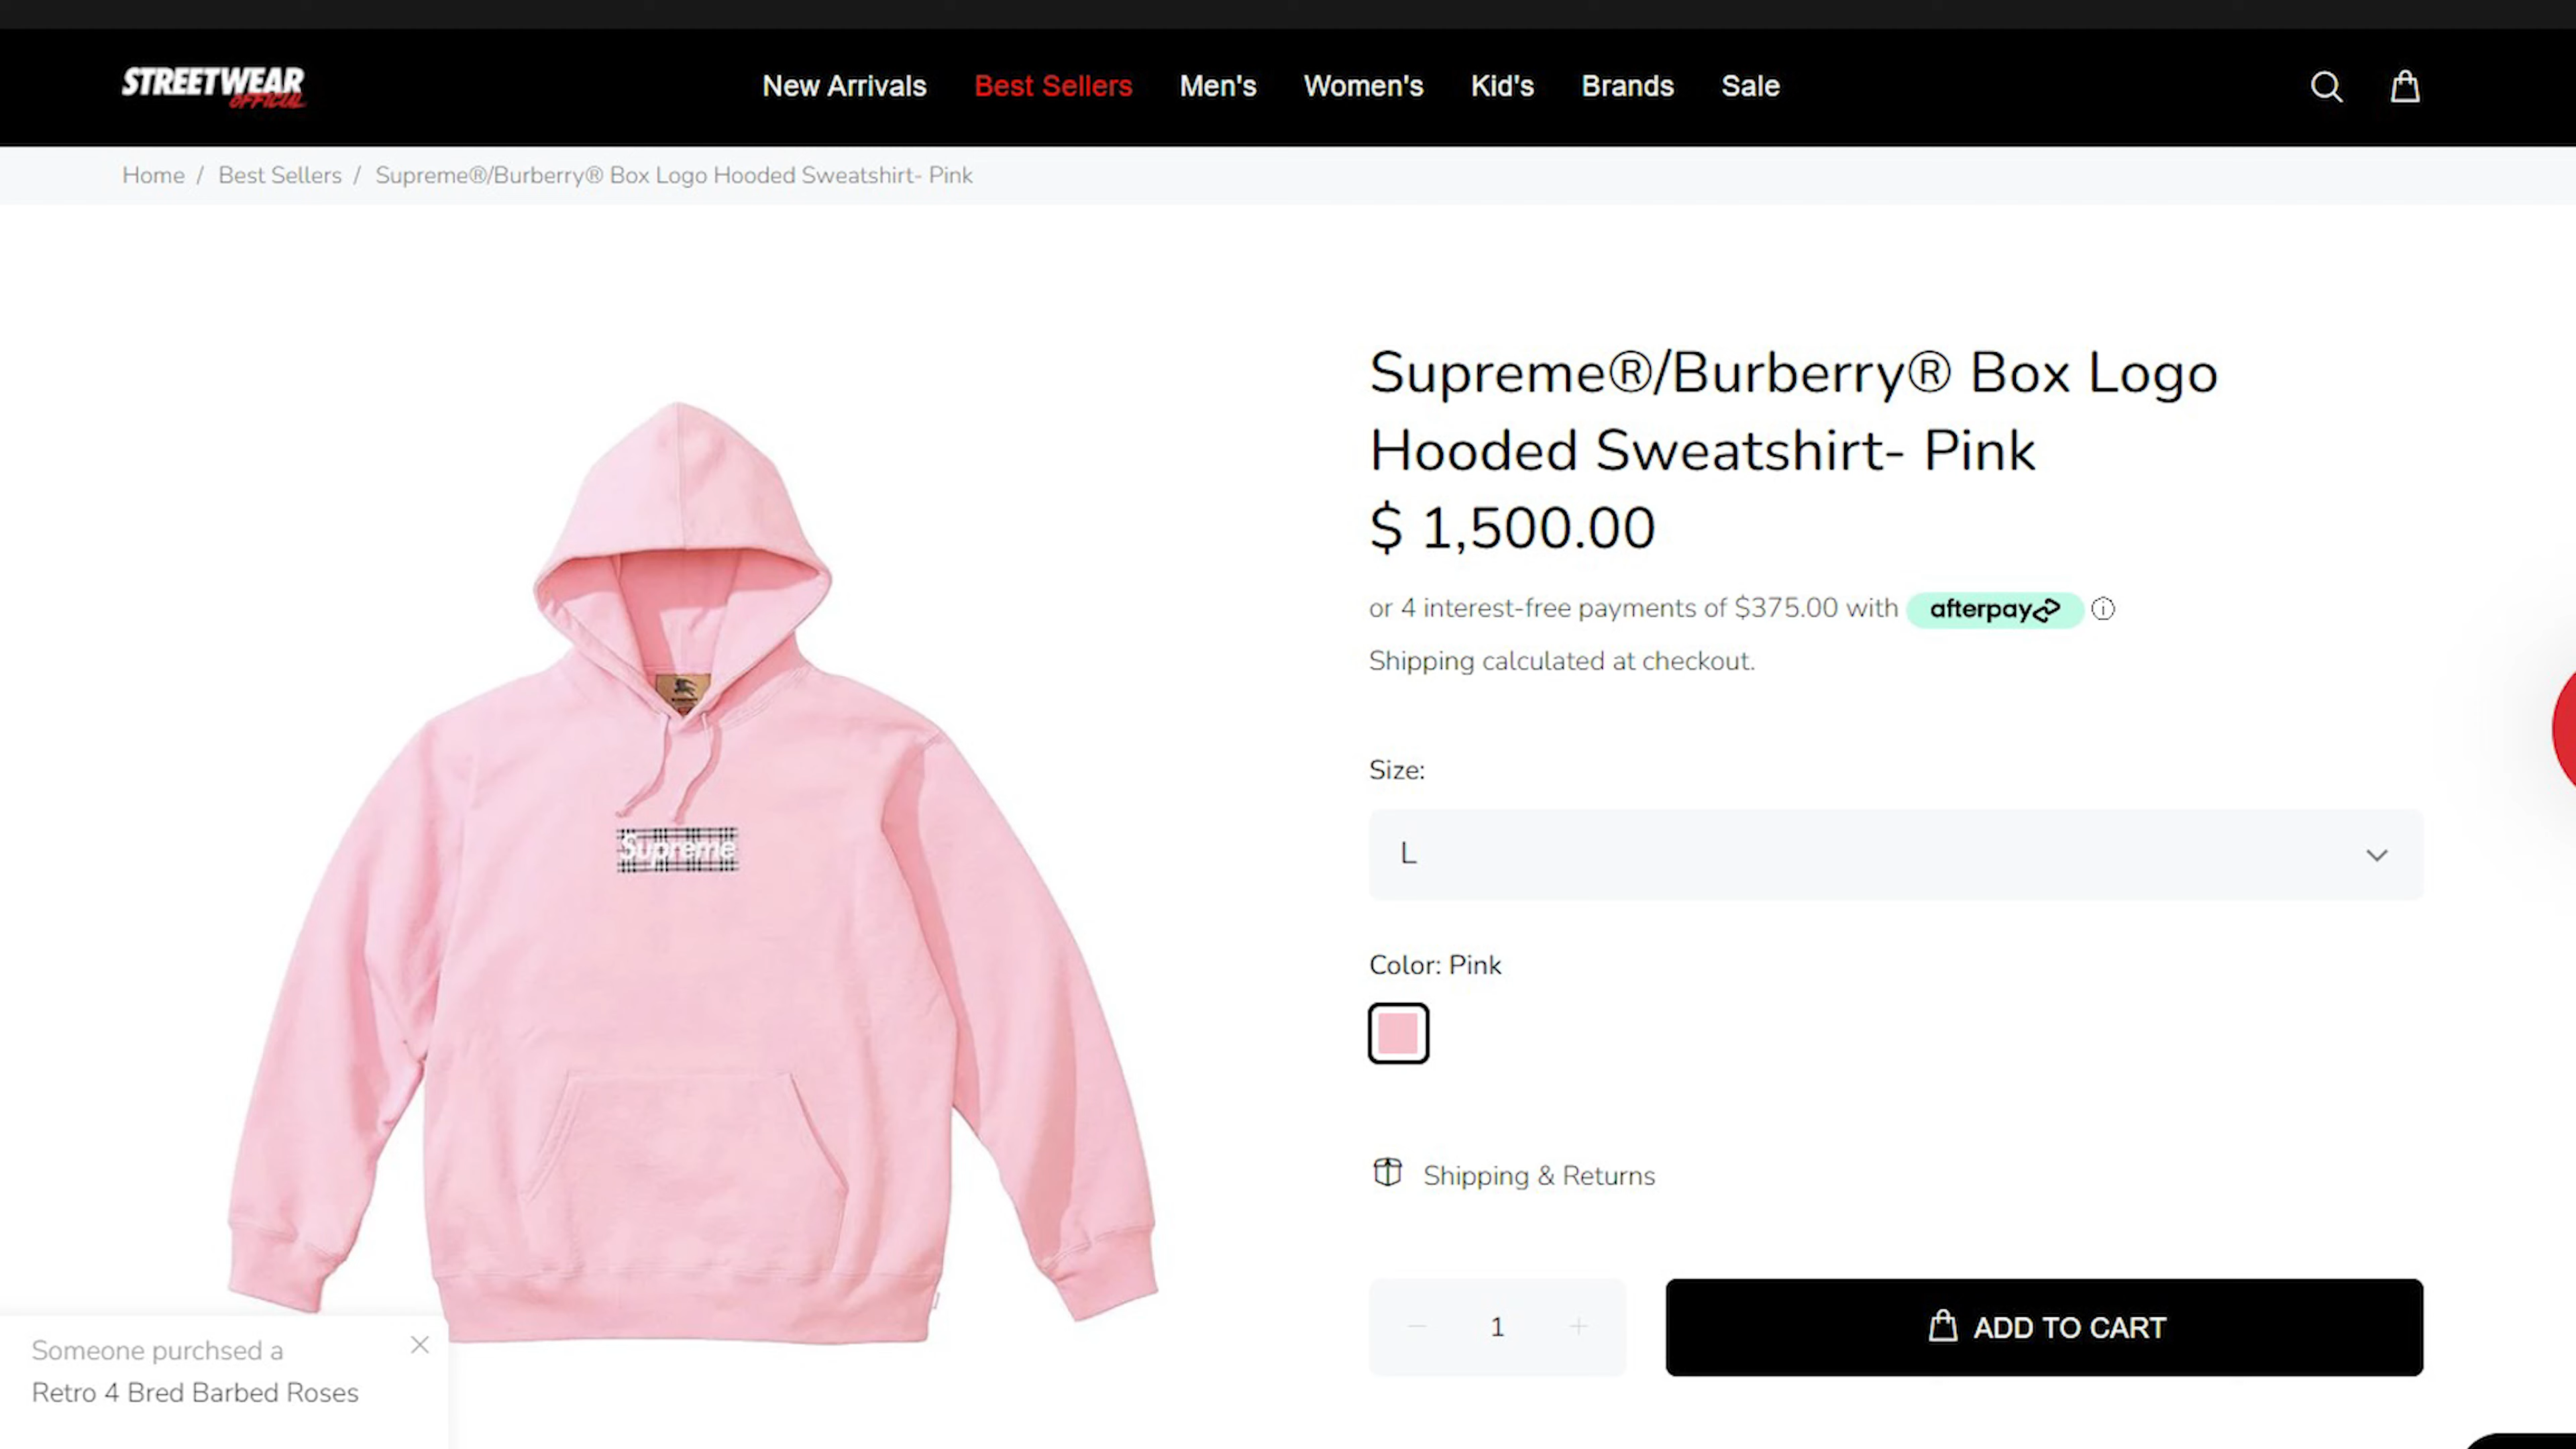 STREETWEAR
OFFICIAL
New Arrivals
Best Sellers
Men's
Women's
Kid's
Brands
Sale
Home / Best Sellers / Supreme®/Burberry® Box Logo Hooded Sweatshirt- Pink
Supreme
Supreme®/Burberry® Box Logo
Hooded Sweatshirt- Pink
$ 1,500.00
or 4 interest-free payments of $375.00 with afterpay
Shipping calculated at checkout.
Size:
L
Color: Pink
Shipping & Returns
− 1 +
ADD TO CART
Someone purchsed a
Retro 4 Bred Barbed Roses